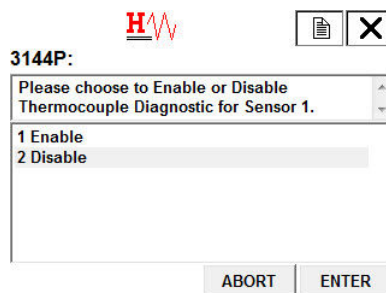 H
3144P:
Please choose to Enable or Disable
Thermocouple Diagnostic for Sensor 1.
1 Enable
2 Disable
ABORT ENTER